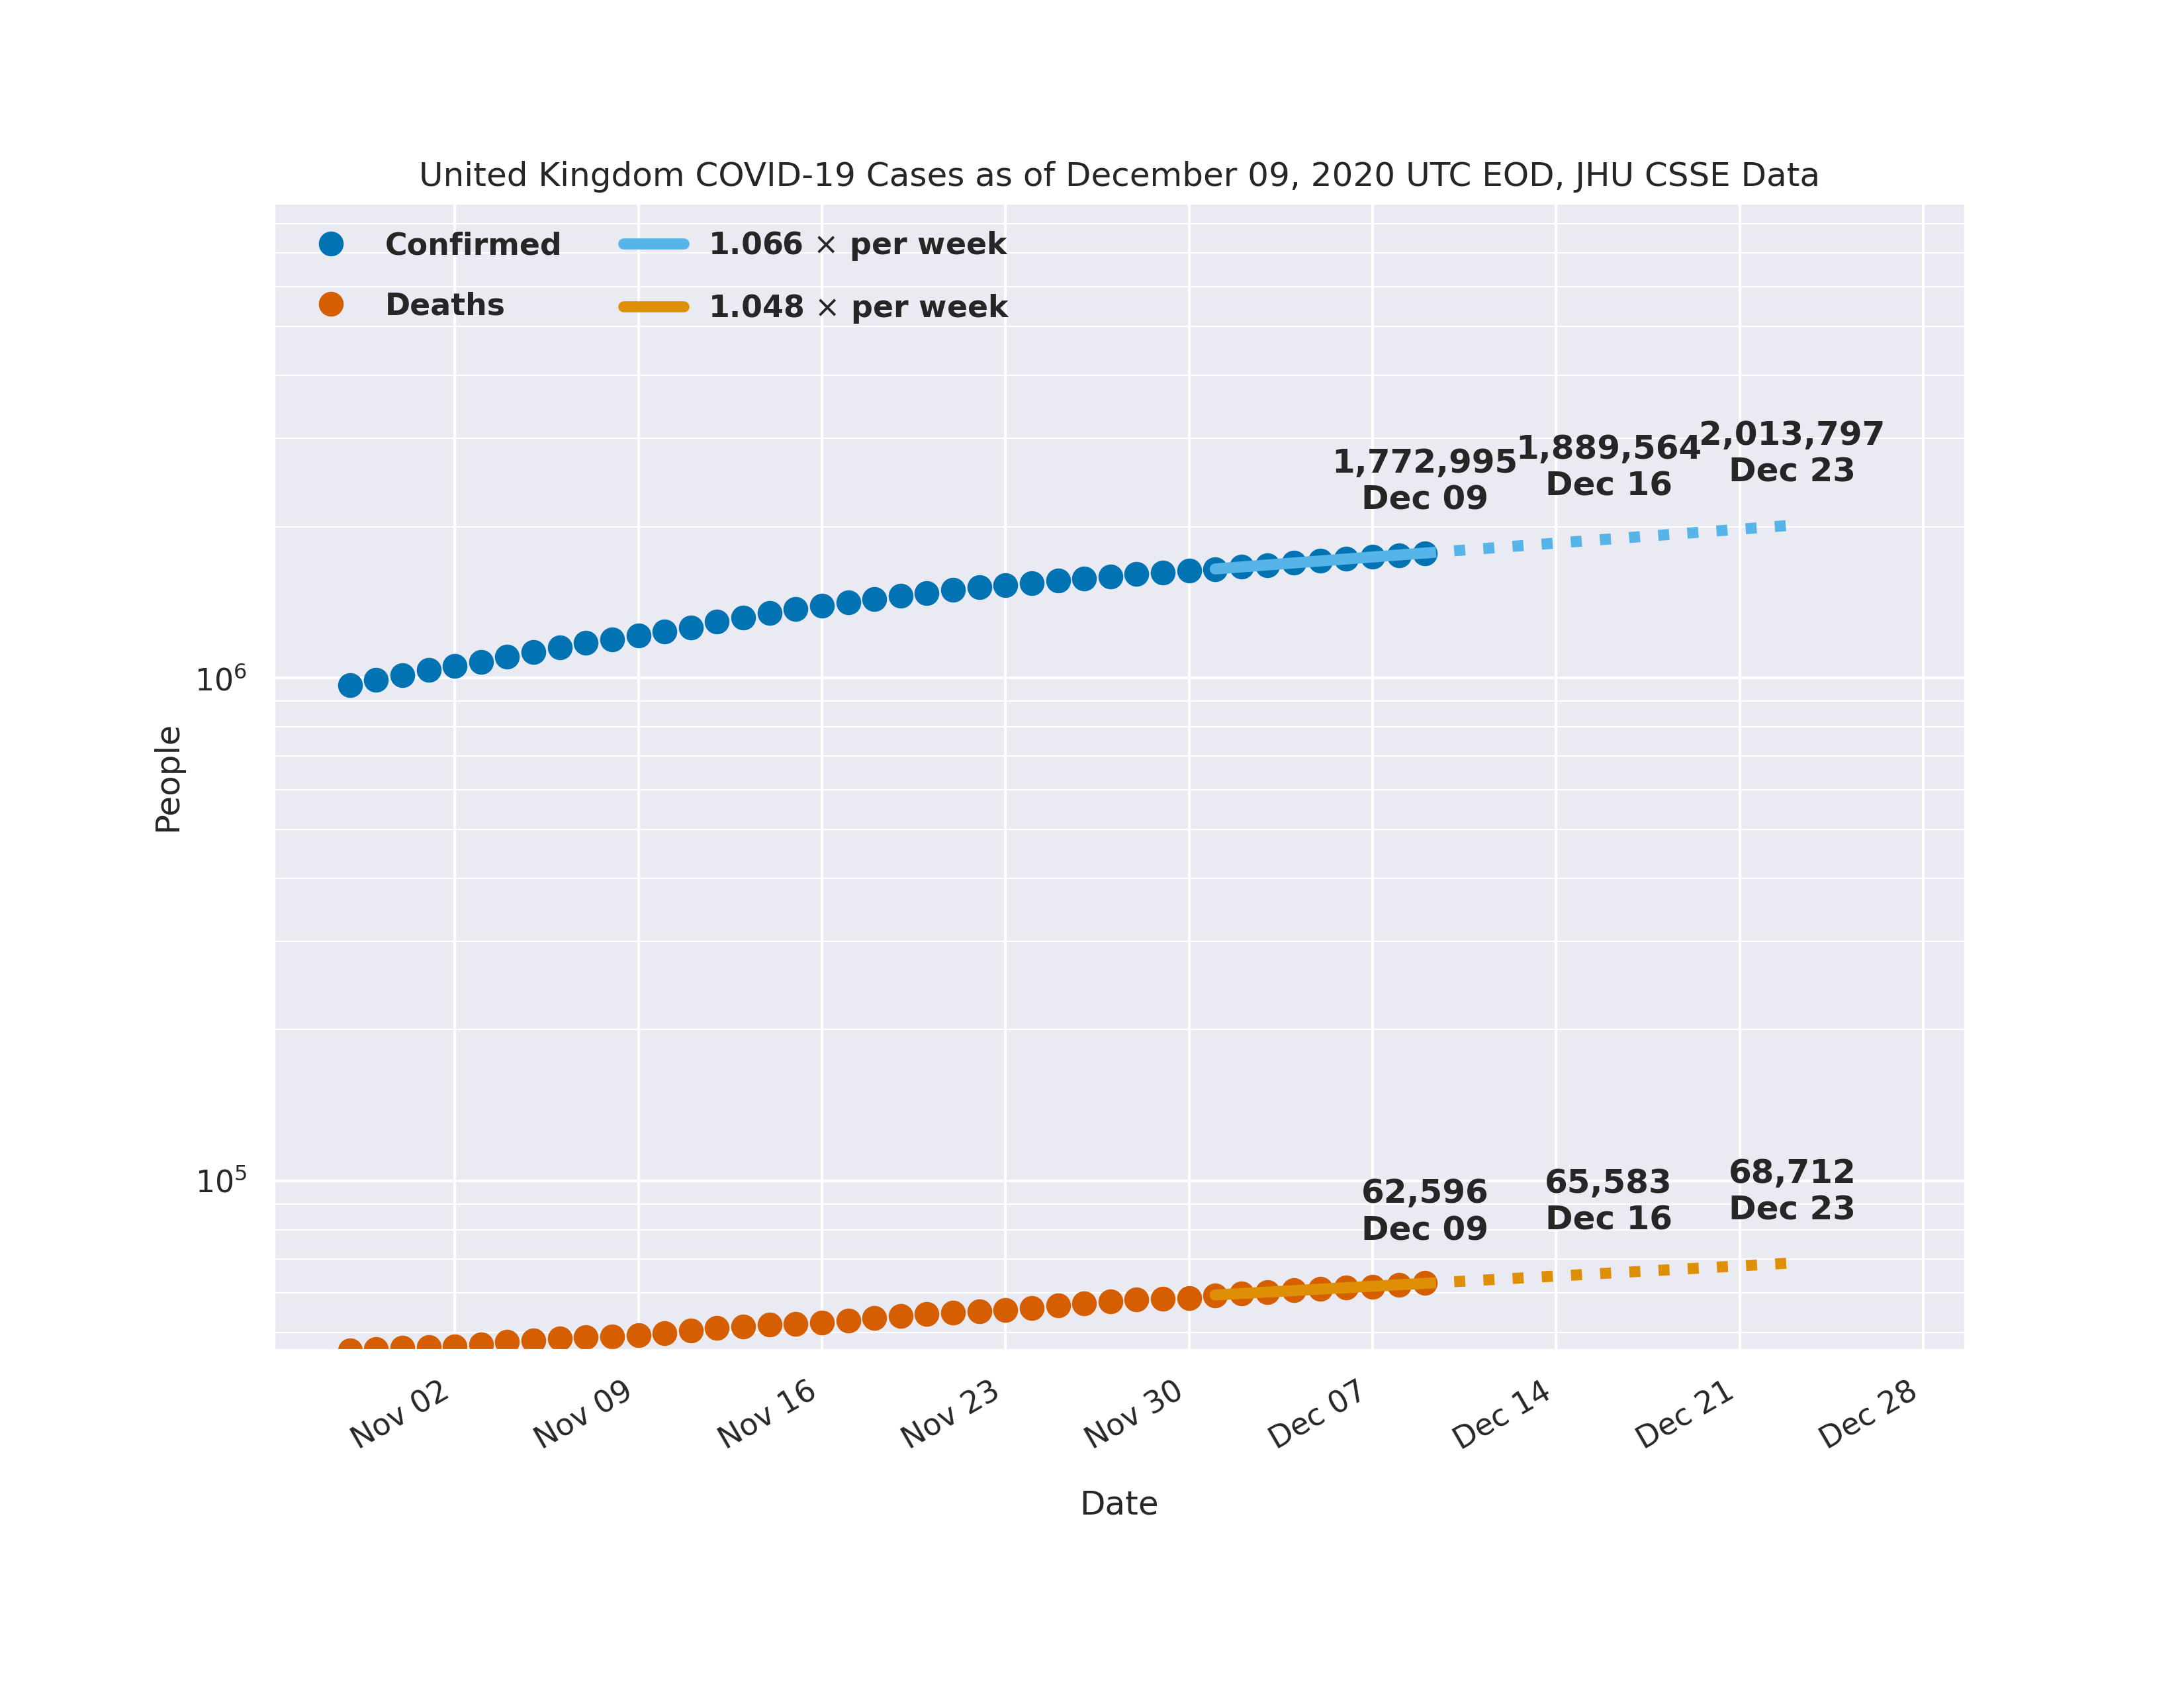 United Kingdom COVID-19 Cases as of December 09, 2020 UTC EOD, JHU CSSE Data
Confirmed
Deaths
1.066 × per week
1.048 × per week
1,772,995
Dec 09
1,889,564
Dec 16
2,013,797
Dec 23
10⁶
People
10⁵
62,596
Dec 09
65,583
Dec 16
68,712
Dec 23
Nov 02
Nov 09
Nov 16
Nov 23
Nov 30
Dec 07
Dec 14
Dec 21
Dec 28
Date